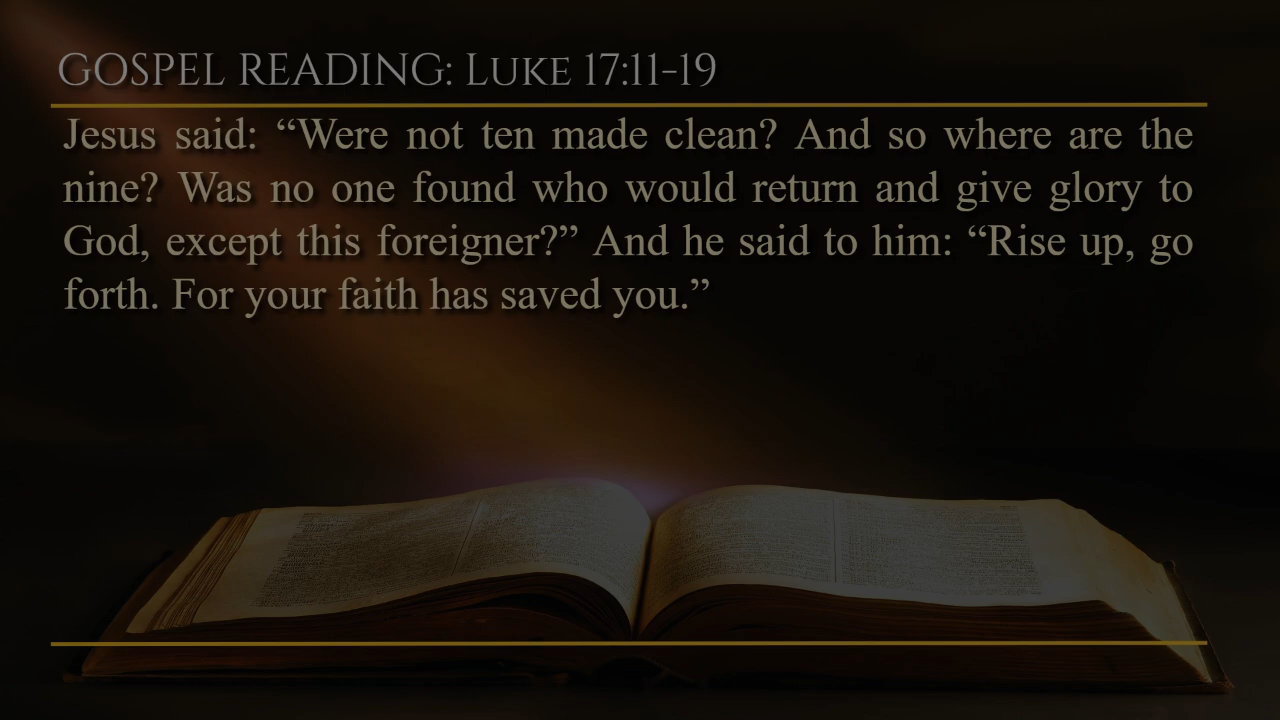 GOSPEL READING: LUKE 17:11-19
Jesus said: “Were not ten made clean? And so where are the
nine? Was no one found who would return and give glory to
God, except this foreigner?” And he said to him: “Rise up, go
forth. For your faith has saved you.”